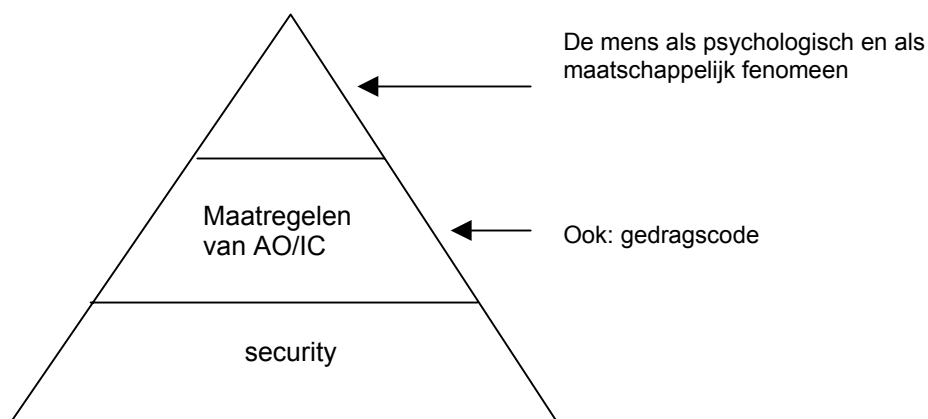 De mens als psychologisch en als
maatschappelijk fenomeen
Maatregelen
van AO/IC
Ook: gedragscode
security